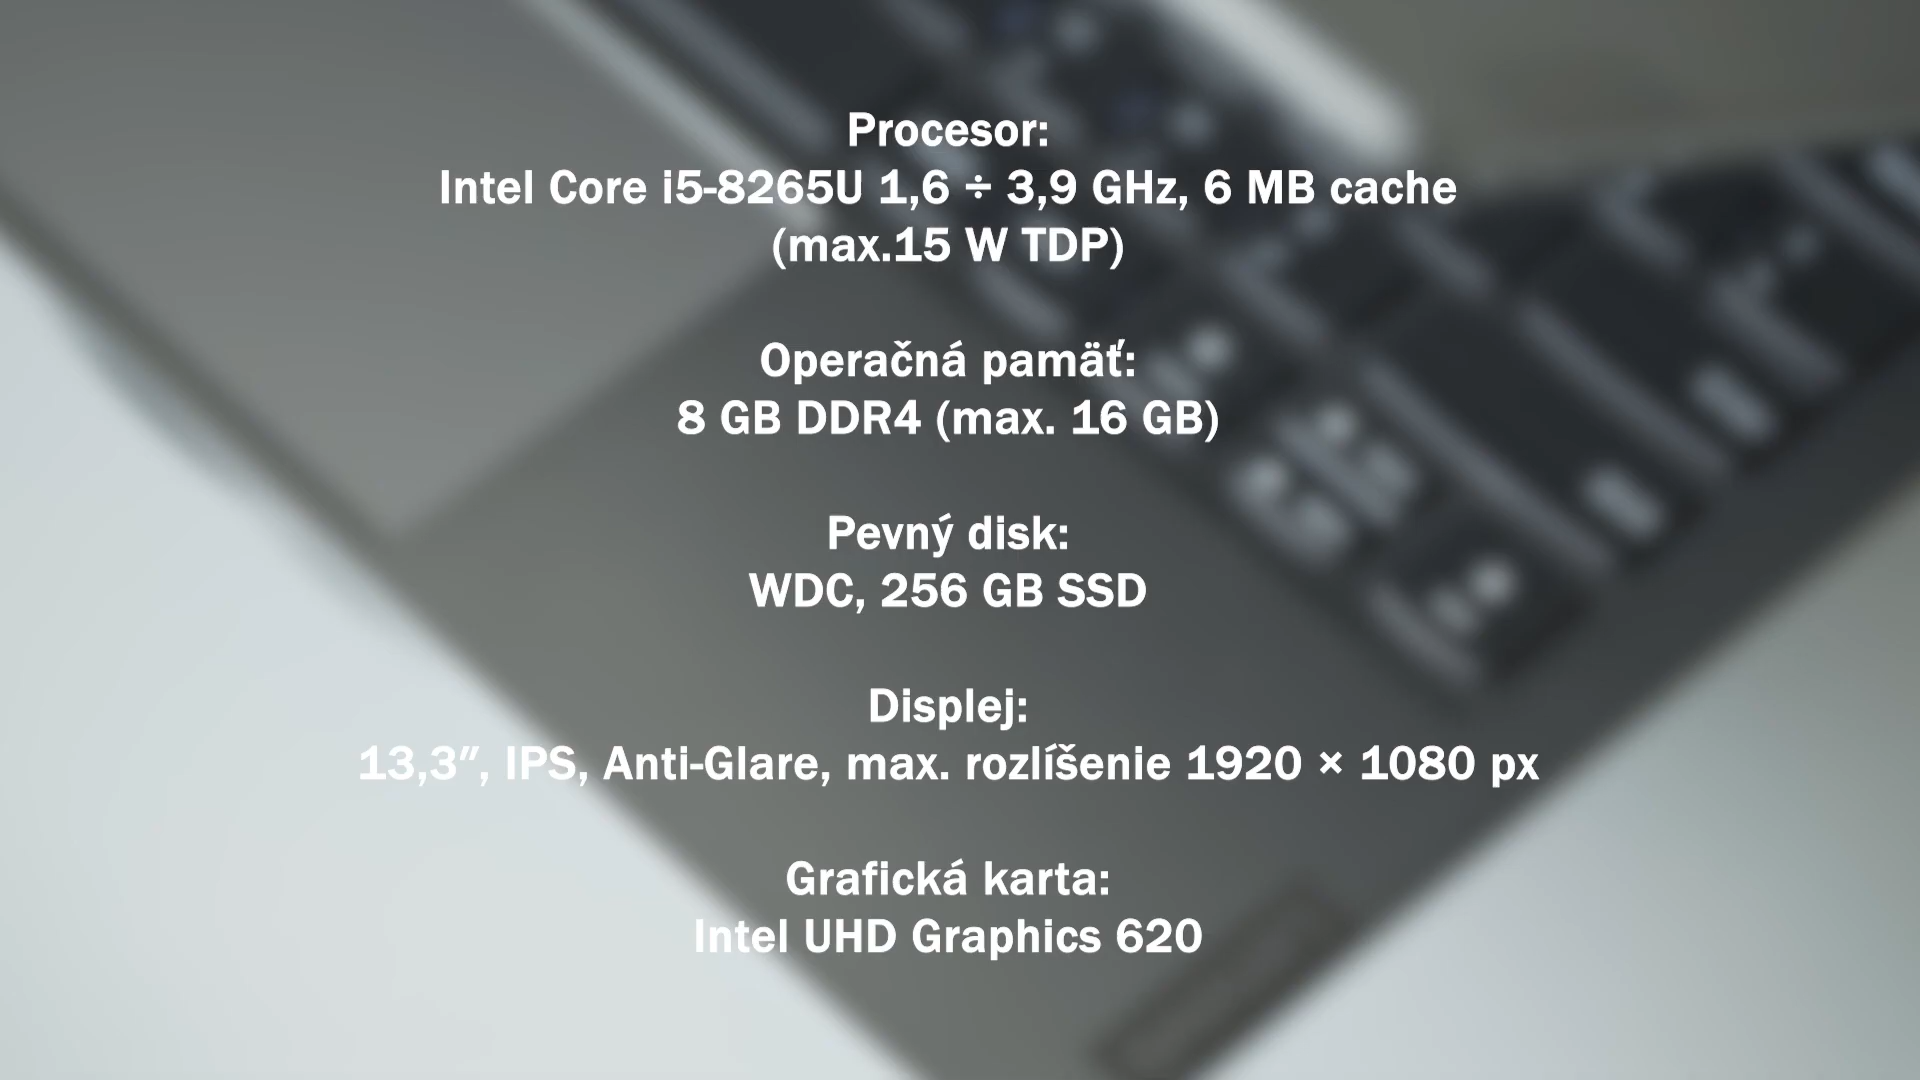 Procesor:
Intel Core i5-8265U 1,6 ÷ 3,9 GHz, 6 MB cache
(max.15 W TDP)
Operačná pamäť:
8 GB DDR4 (max. 16 GB)
Pevný disk:
WDC, 256 GB SSD
Displej:
13,3″, IPS, Anti-Glare, max. rozlíšenie 1920 × 1080 px
Grafická karta:
Intel UHD Graphics 620